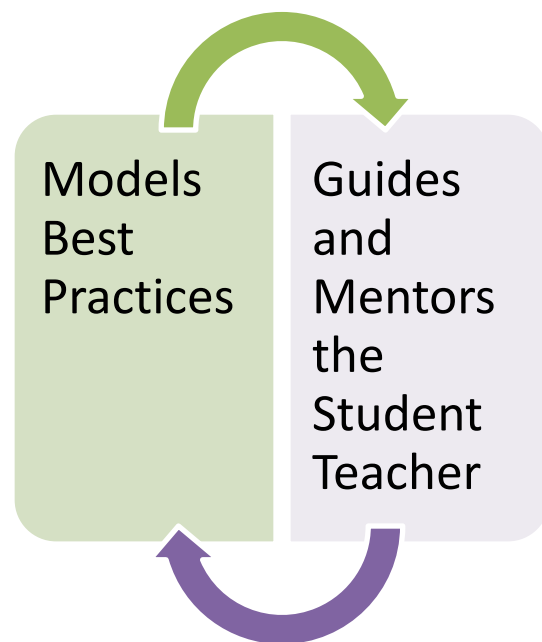 Models
Best
Practices
Guides
and
Mentors
the
Student
Teacher